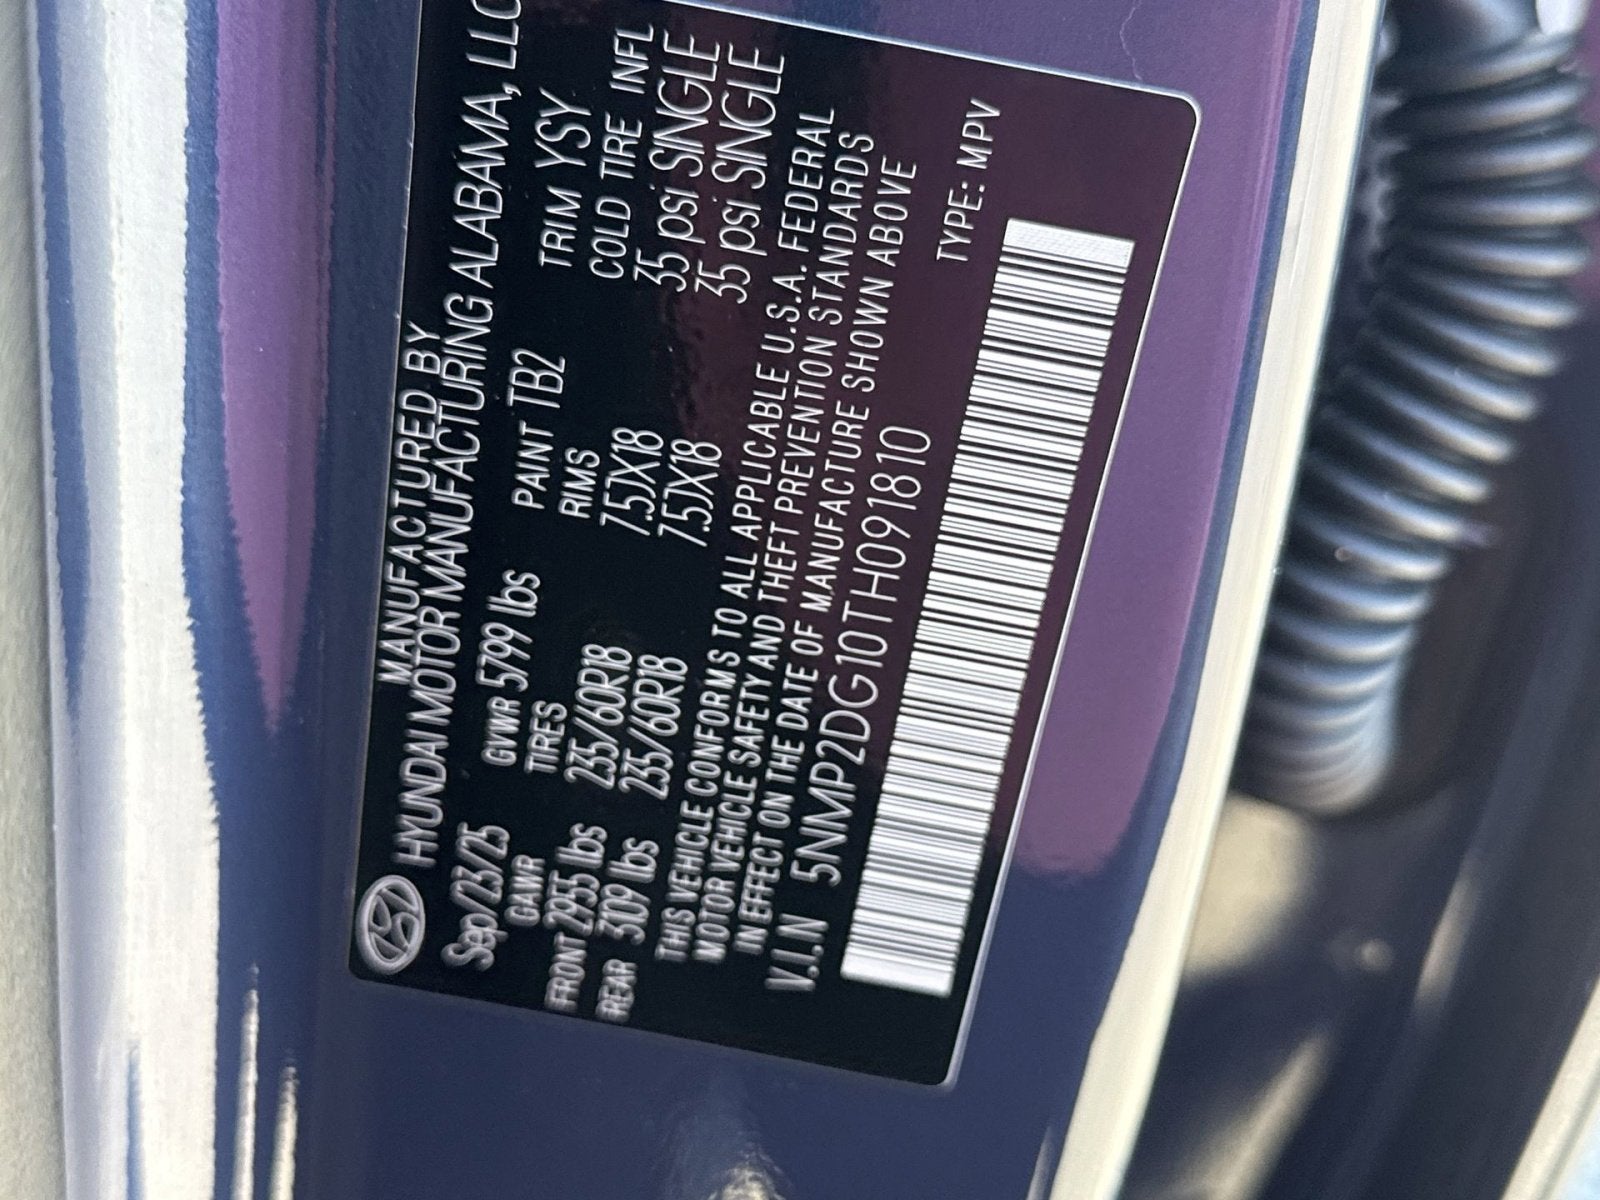 MANUFACTURED BY
HYUNDAI MOTOR MANUFACTURING ALABAMA, LLC
Sep/23/25 GVWR 5799 lbs PAINT TB2 TRIM YSY
GAWR TIRES RIMS COLD TIRE INFL
FRONT 2955 lbs 235/60R18 7.5JX18 35 psi SINGLE
REAR 3109 lbs 235/60R18 7.5JX18 35 psi SINGLE
THIS VEHICLE CONFORMS TO ALL APPLICABLE U.S.A. FEDERAL
MOTOR VEHICLE SAFETY AND THEFT PREVENTION STANDARDS
IN EFFECT ON THE DATE OF MANUFACTURE SHOWN ABOVE
V.I.N 5NMP2DG10TH091810 TYPE: MPV